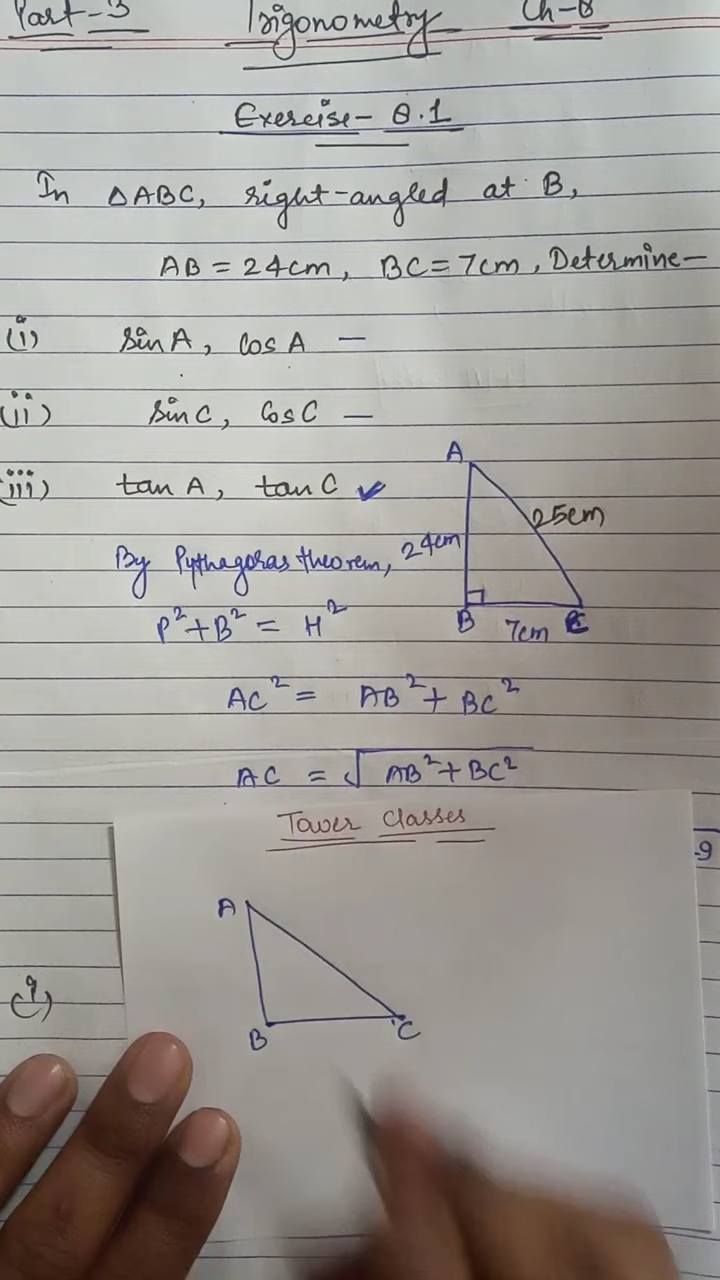 Part-3 Trigonometry Ch-8
Exercise- 8.1
In △ABC, right-angled at B,
AB = 24cm, BC = 7cm, Determine-
(i) sinA, cosA —
(ii) sinC, cosC —
(iii) tanA, tanC ✓
A
25cm
24cm
B 7cm C
By Pythagoras theorem,
P²+B² = H²
AC² = AB²+BC²
AC = √AB²+BC²
Tower Classes
9
A
(i)
B C